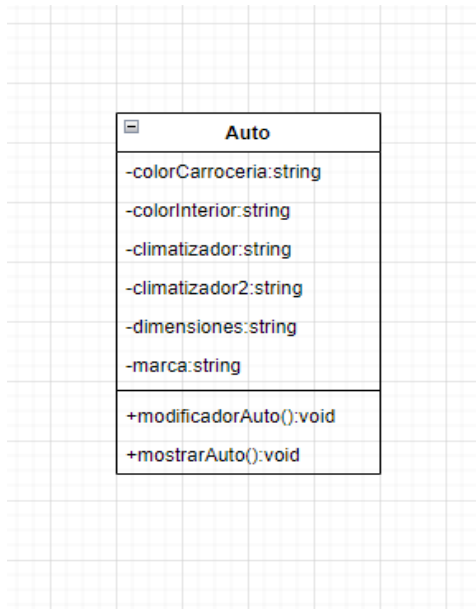 Auto
-colorCarroceria:string
-colorInterior:string
-climatizador:string
-climatizador2:string
-dimensiones:string
-marca:string
+modificadorAuto():void
+mostrarAuto():void